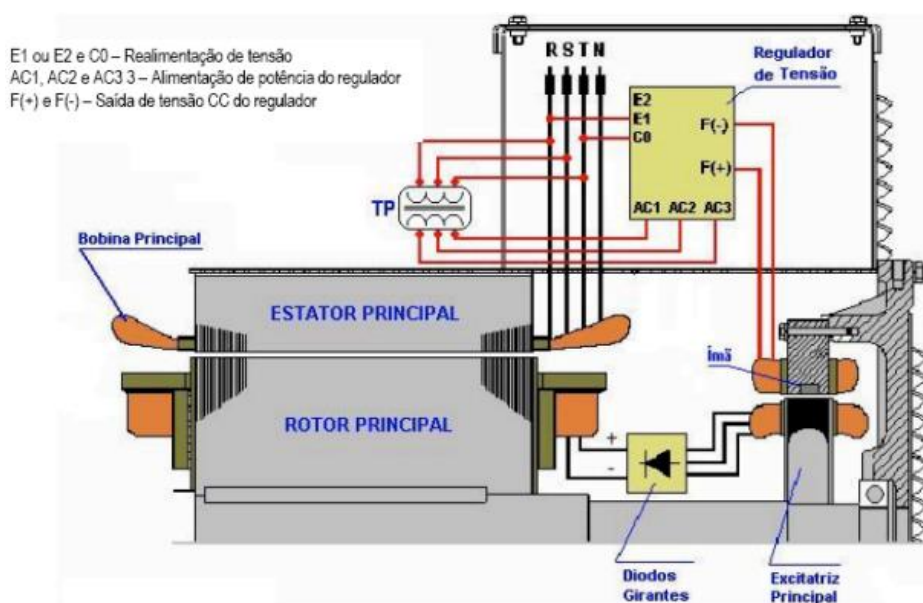 E1 ou E2 e C0 – Realimentação de tensão
AC1, AC2 e AC3 3 – Alimentação de potência do regulador
F(+) e F(-) – Saída de tensão CC do regulador
R S T N
Regulador
de Tensão
E2
E1
C0
F(-)
F(+)
AC1 AC2 AC3
TP
Bobina Principal
ESTATOR PRINCIPAL
Ímã
ROTOR PRINCIPAL
+
-
Diodos
Girantes
Excitatriz
Principal